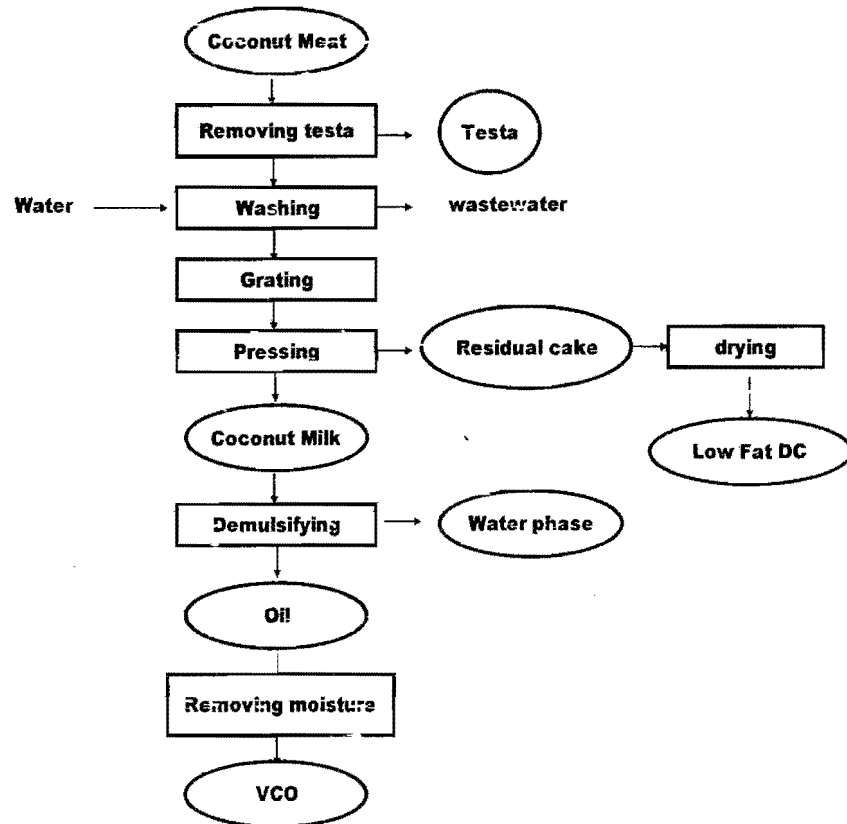 Coconut Meat
Removing testa
Testa
Water
Washing
wastewater
Grating
Pressing
Residual cake
drying
Coconut Milk
Low Fat DC
Demulsifying
Water phase
Oil
Removing moisture
VCO